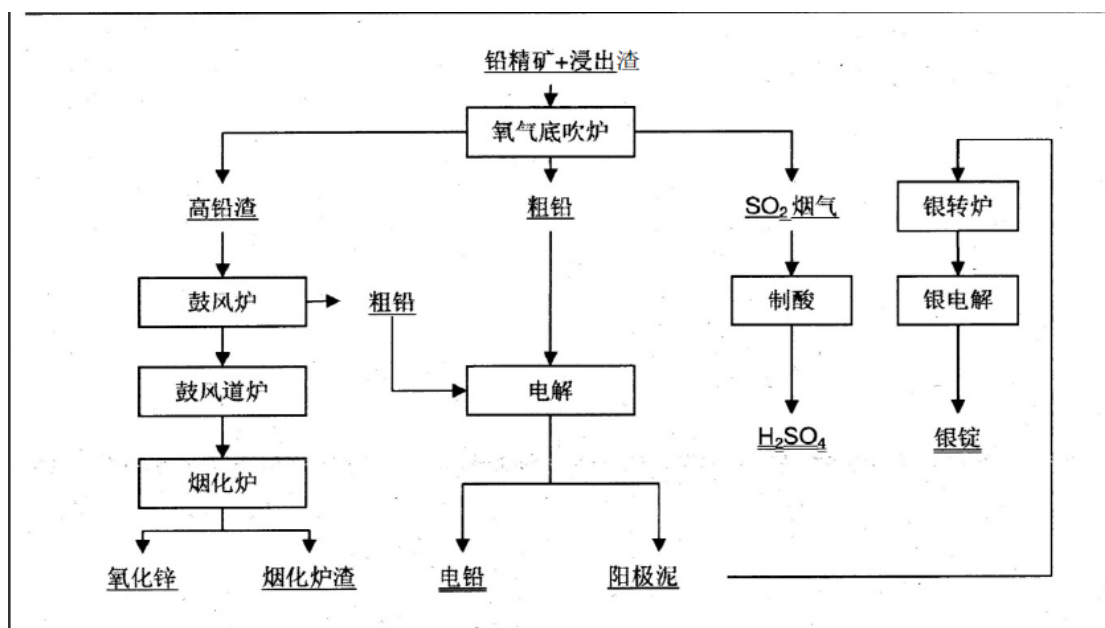 铅精矿+浸出渣
氧气底吹炉
高铅渣
粗铅
SO₂烟气
银转炉
鼓风炉
粗铅
制酸
银电解
鼓风道炉
电解
H₂SO₄
银锭
烟化炉
氧化锌
烟化炉渣
电铅
阳极泥